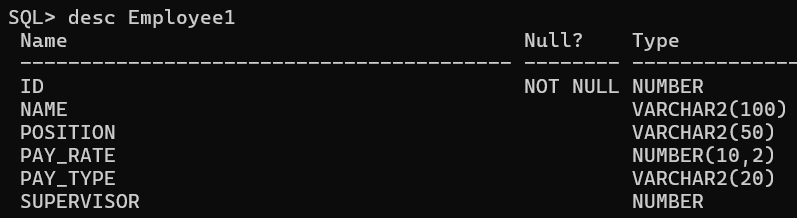 SQL> desc Employee1
 Name                                      Null?    Type
 ----------------------------------------- -------- --------------
 ID                                        NOT NULL NUMBER
 NAME                                               VARCHAR2(100)
 POSITION                                           VARCHAR2(50)
 PAY_RATE                                           NUMBER(10,2)
 PAY_TYPE                                           VARCHAR2(20)
 SUPERVISOR                                         NUMBER